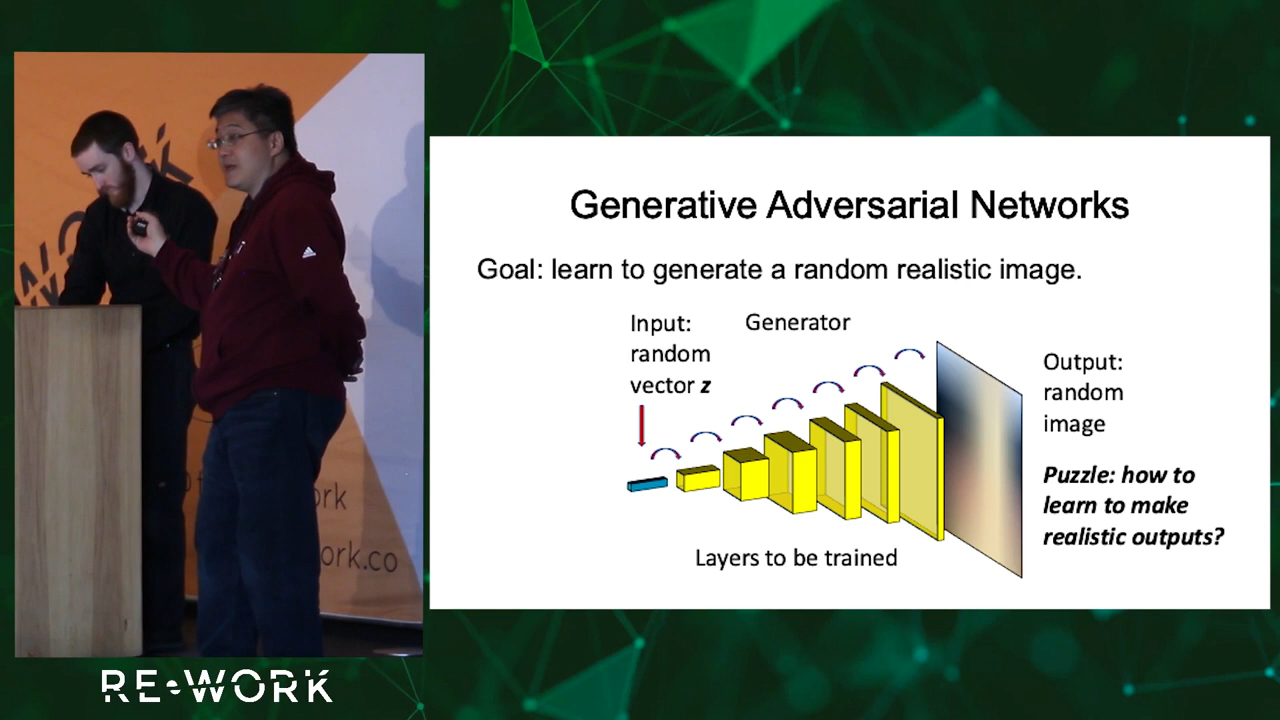 WORK
ork
ork.co
RE•WORK
Generative Adversarial Networks
Goal: learn to generate a random realistic image.
Input:
random
vector z
Generator
Output:
random
image
Puzzle: how to
learn to make
realistic outputs?
Layers to be trained